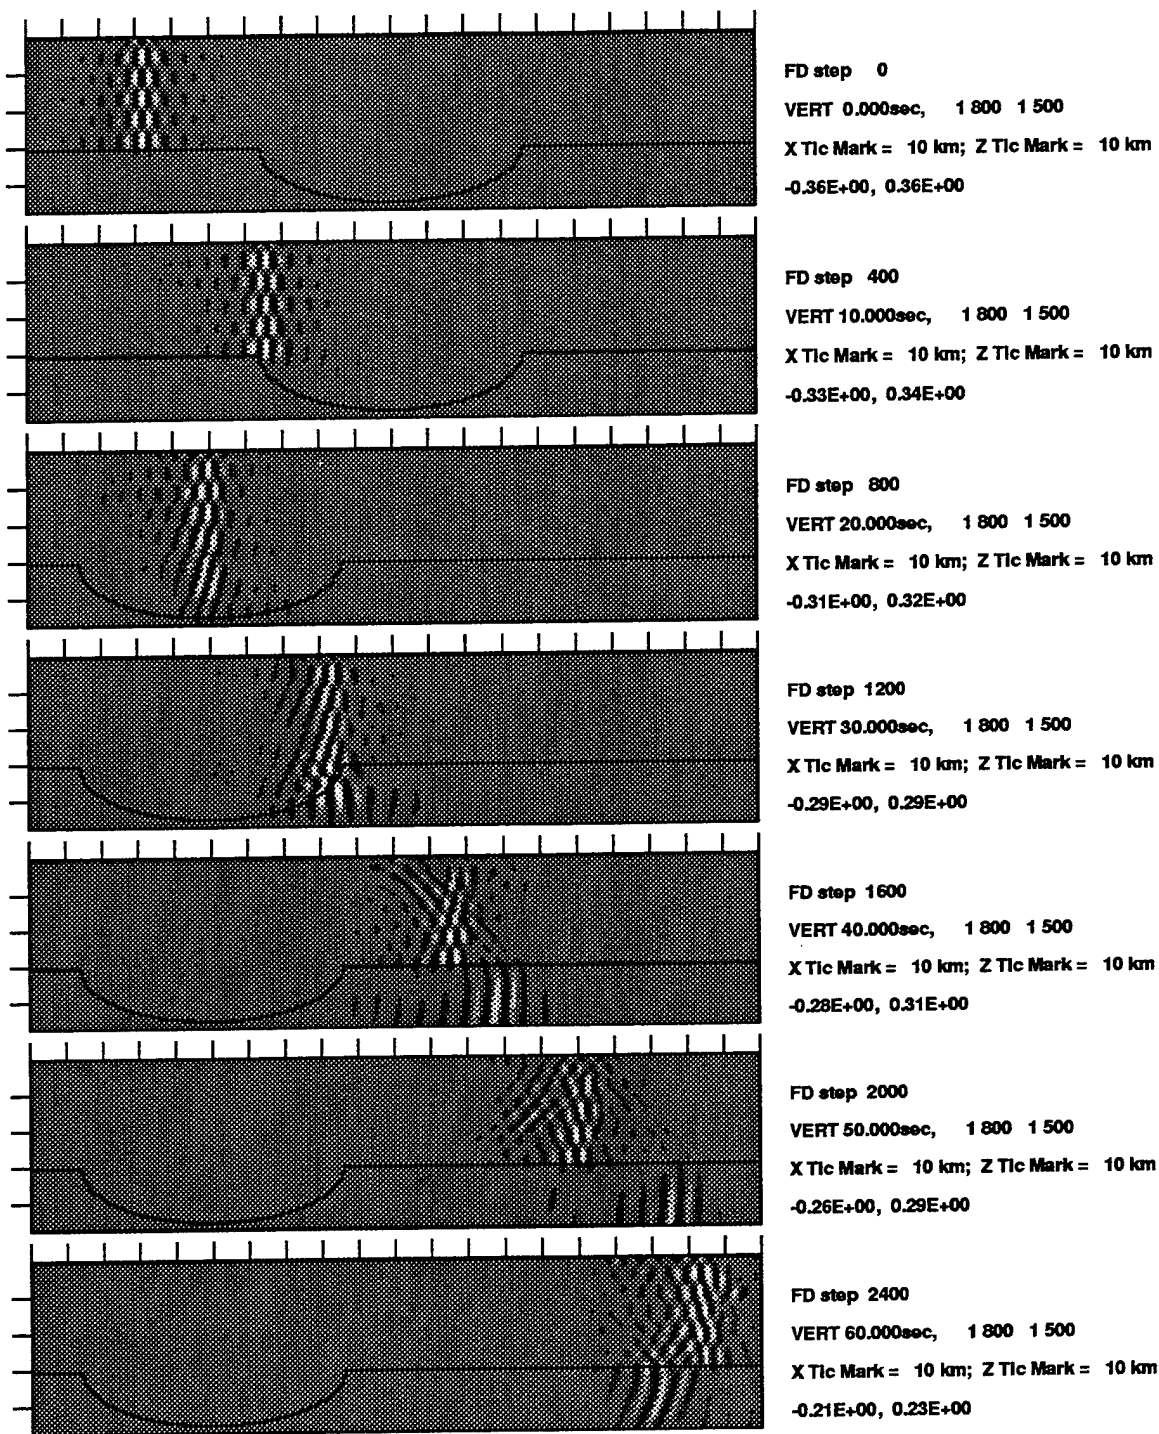 FD step 0
VERT 0.000sec, 1 800 1 500
X Tic Mark = 10 km; Z Tic Mark = 10 km
-0.36E+00, 0.36E+00
FD step 400
VERT 10.000sec, 1 800 1 500
X Tic Mark = 10 km; Z Tic Mark = 10 km
-0.33E+00, 0.34E+00
FD step 800
VERT 20.000sec, 1 800 1 500
X Tic Mark = 10 km; Z Tic Mark = 10 km
-0.31E+00, 0.32E+00
FD step 1200
VERT 30.000sec, 1 800 1 500
X Tic Mark = 10 km; Z Tic Mark = 10 km
-0.29E+00, 0.29E+00
FD step 1600
VERT 40.000sec, 1 800 1 500
X Tic Mark = 10 km; Z Tic Mark = 10 km
-0.28E+00, 0.31E+00
FD step 2000
VERT 50.000sec, 1 800 1 500
X Tic Mark = 10 km; Z Tic Mark = 10 km
-0.26E+00, 0.29E+00
FD step 2400
VERT 60.000sec, 1 800 1 500
X Tic Mark = 10 km; Z Tic Mark = 10 km
-0.21E+00, 0.23E+00